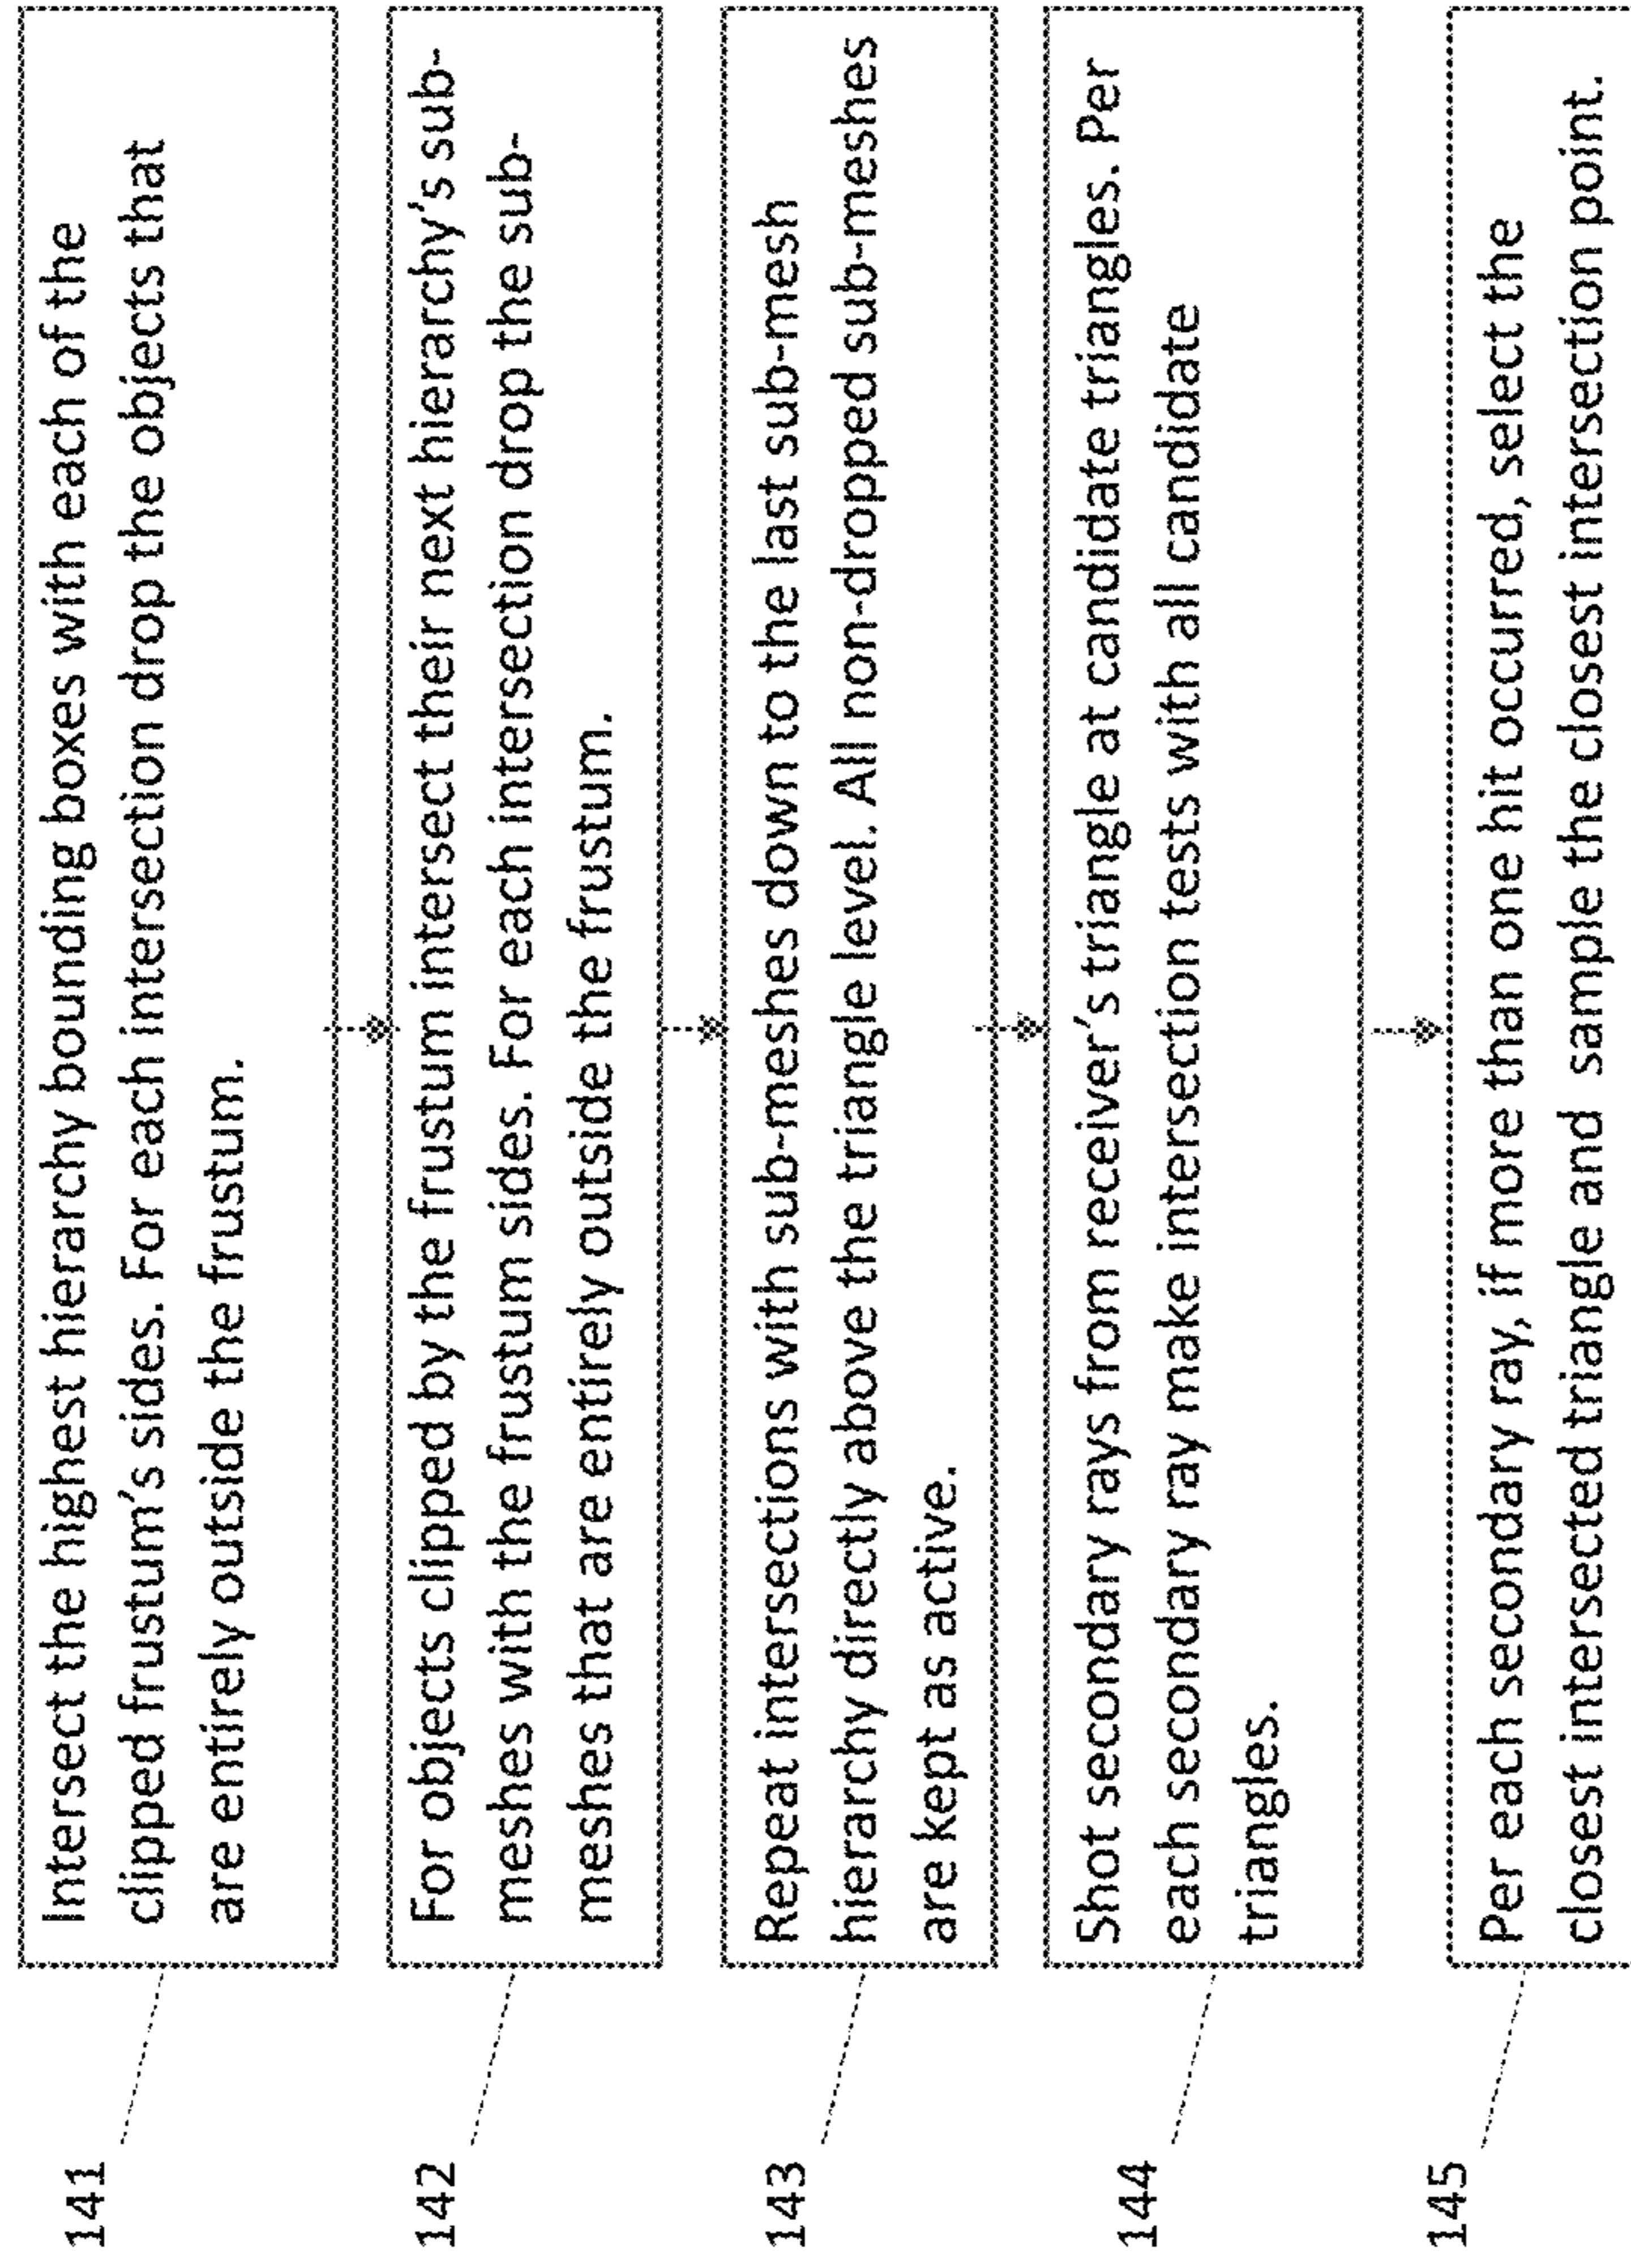 141
Intersect the highest hierarchy bounding boxes with each of the
clipped frustum's sides. For each intersection drop the objects that
are entirely outside the frustum.
142
For objects clipped by the frustum intersect their next hierarchy's sub-
meshes with the frustum sides. For each intersection drop the sub-
meshes that are entirely outside the frustum.
143
Repeat intersections with sub-meshes down to the last sub-mesh
hierarchy directly above the triangle level. All non-dropped sub-meshes
are kept as active.
144
Shot secondary rays from receiver's triangle at candidate triangles. Per
each secondary ray make intersection tests with all candidate
triangles.
145
Per each secondary ray, if more than one hit occurred, select the
closest intersected triangle and sample the closest intersection point.